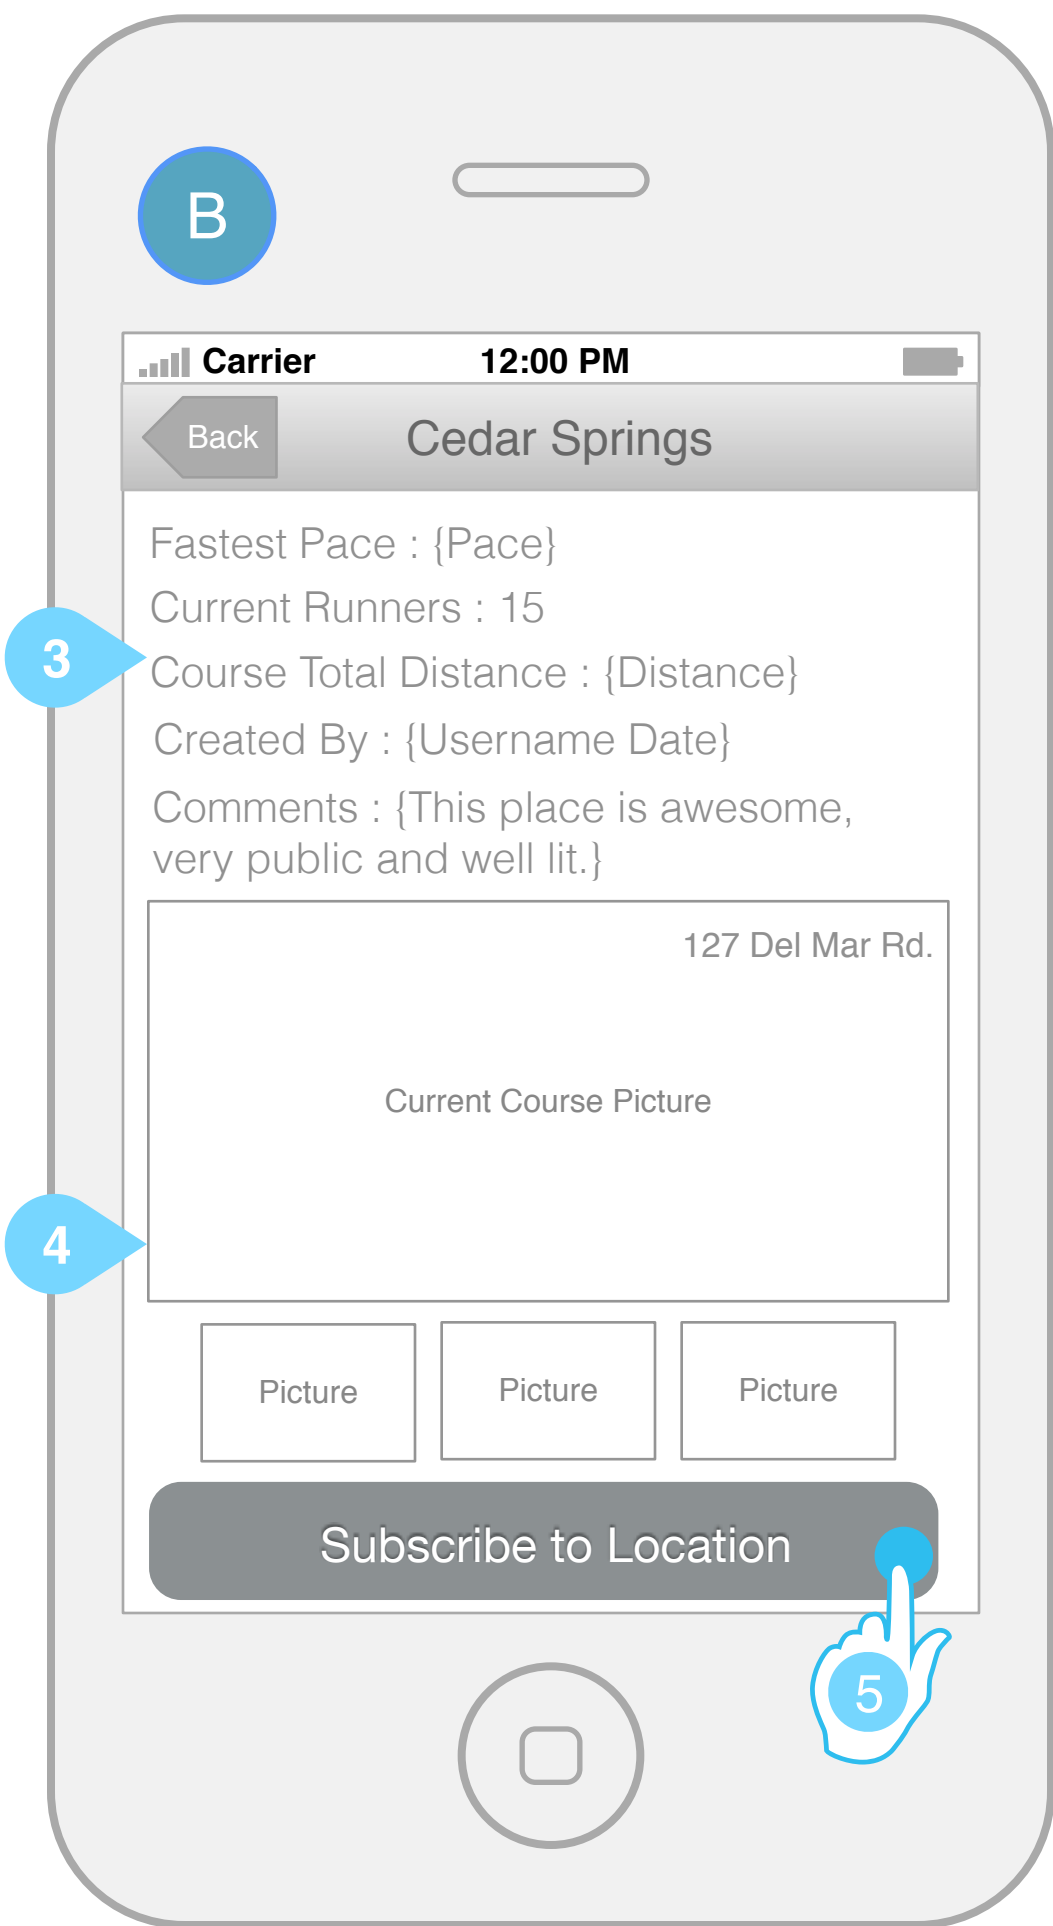 B
Carrier 12:00 PM
Back Cedar Springs
Fastest Pace : {Pace}
Current Runners : 15
3
Course Total Distance : {Distance}
Created By : {Username Date}
Comments : {This place is awesome,
very public and well lit.}
127 Del Mar Rd.
Current Course Picture
4
Picture Picture Picture
Subscribe to Location
5